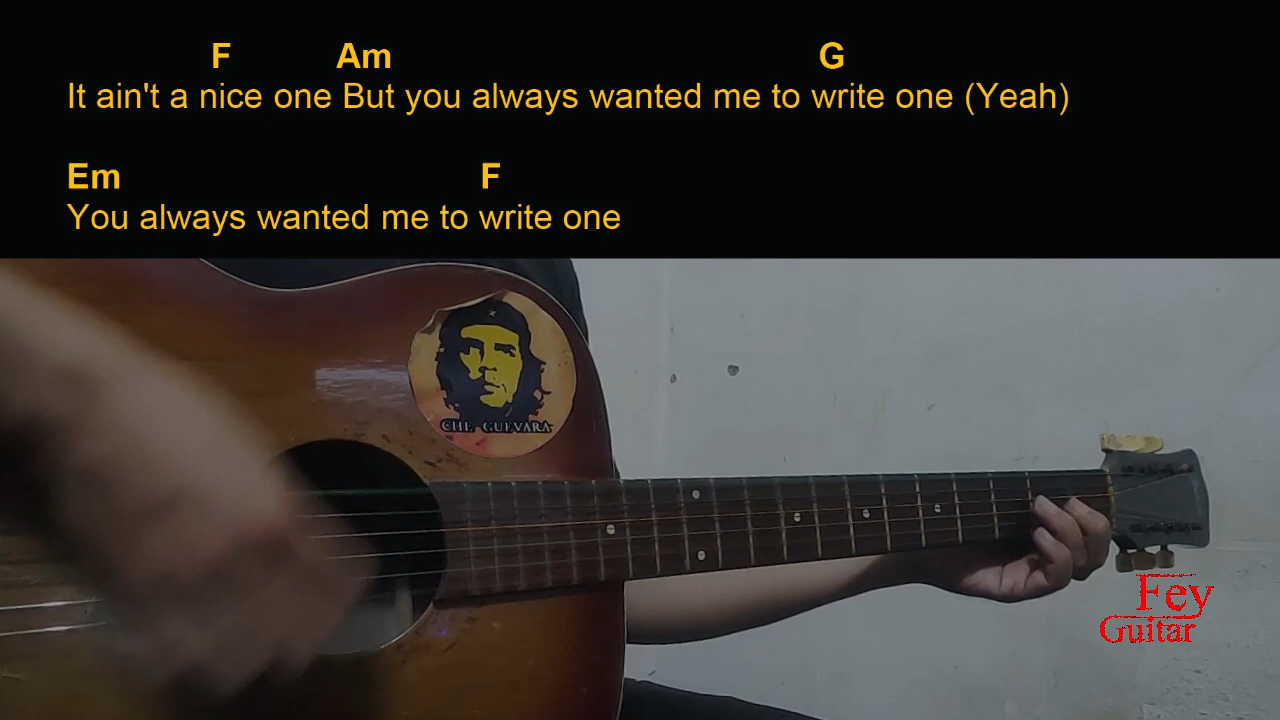 F Am G
It ain't a nice one But you always wanted me to write one (Yeah)
Em F
You always wanted me to write one
CHE GUEVARA
Fey
Guitar